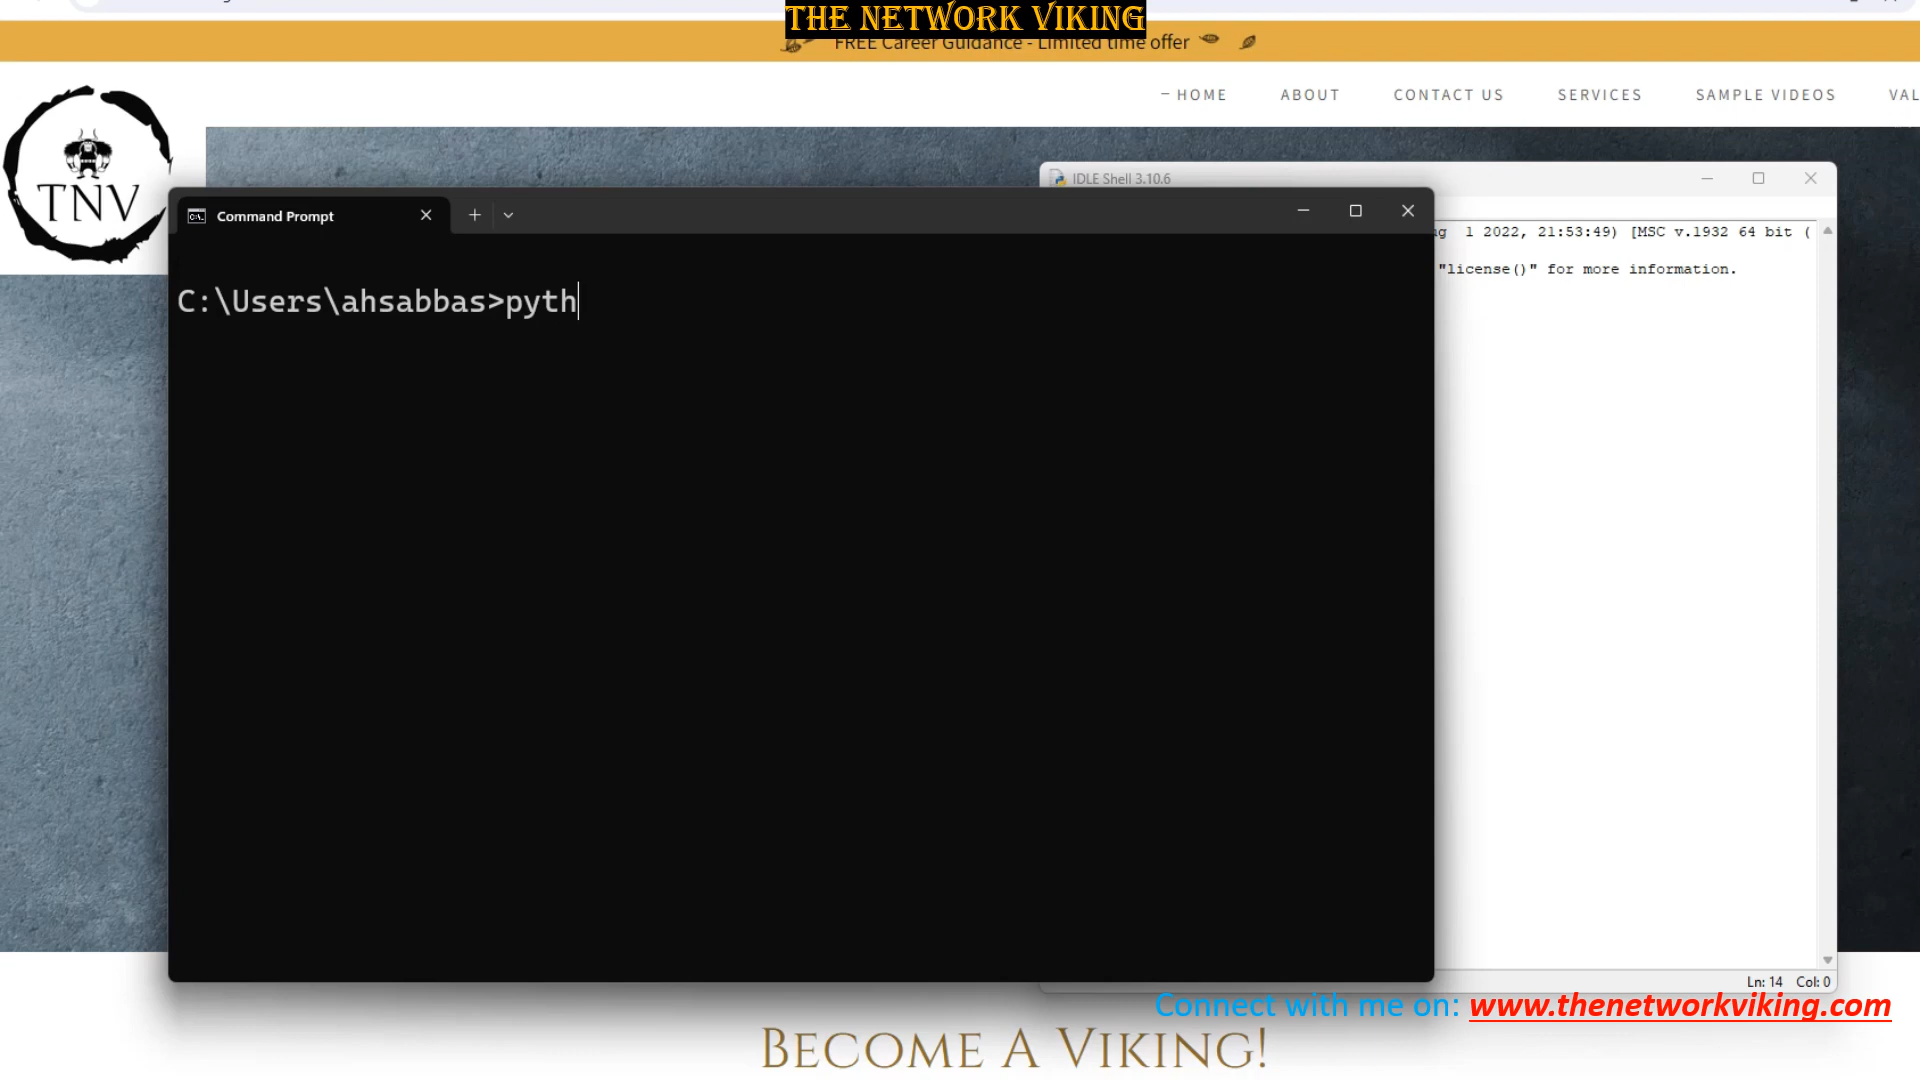 THE NETWORK VIKING
FREE Career Guidance - Limited time offer
HOME ABOUT CONTACT US SERVICES SAMPLE VIDEOS VAL
TNV
IDLE Shell 3.10.6
Command Prompt
1 2022, 21:53:49) [MSC v.1932 64 bit (
"license()" for more information.
C:\Users\ahsabbas>pyth
Ln: 14 Col: 0
Connect with me on: www.thenetworkviking.com
BECOME A VIKING!